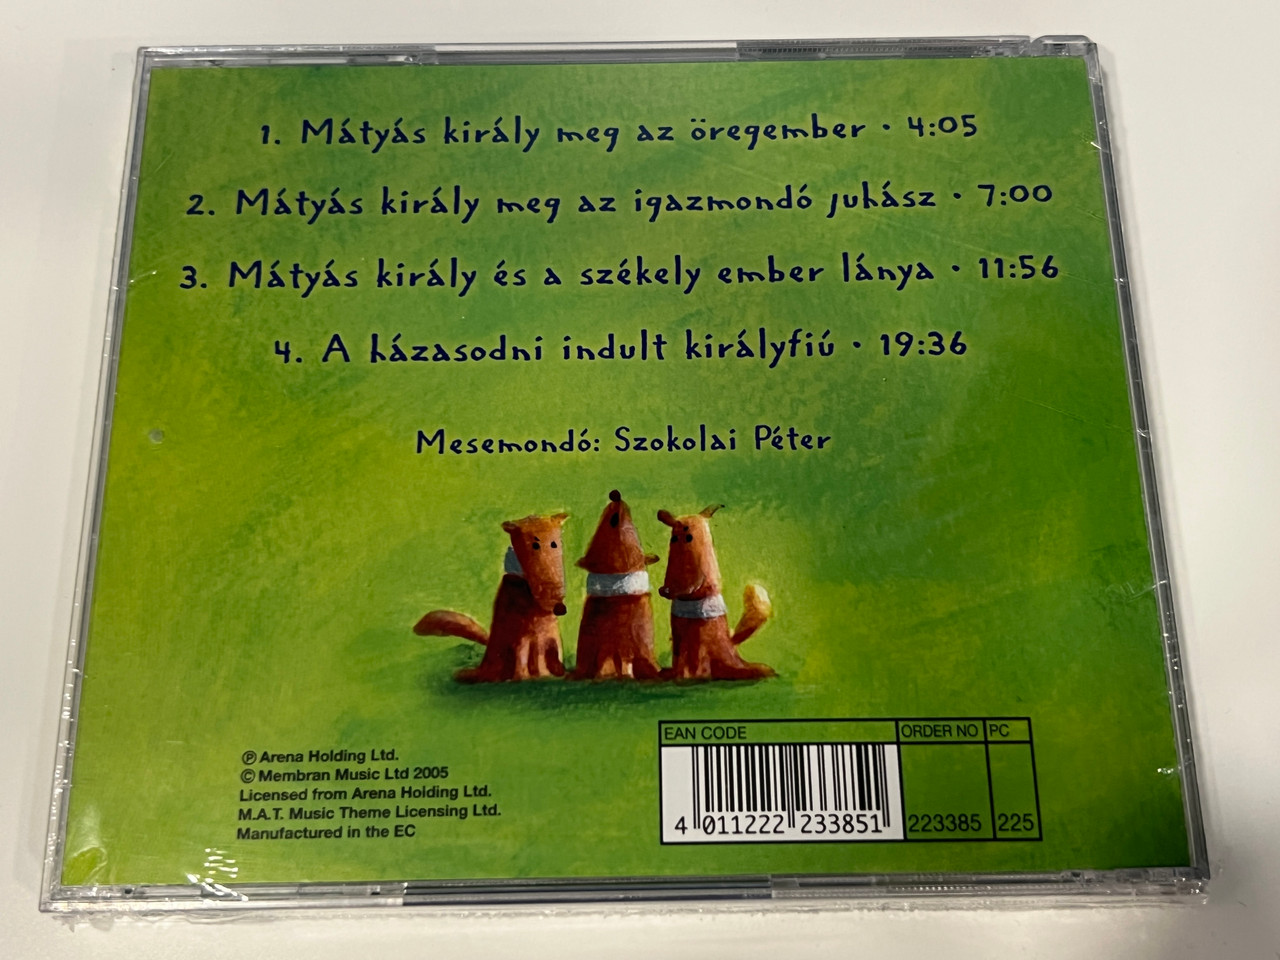 1. Mátyás király meg az öregember · 4:05
2. Mátyás király meg az igazmondó juhász · 7:00
3. Mátyás király és a székely ember lánya · 11:56
4. A házasodni indult királyfiú · 19:36
Mesemondó: Szokolai Péter
℗ Arena Holding Ltd.
© Membran Music Ltd 2005
Licensed from Arena Holding Ltd.
M.A.T. Music Theme Licensing Ltd.
Manufactured in the EC
EAN CODE ORDER NO PC
4 011222 233851 223385 225